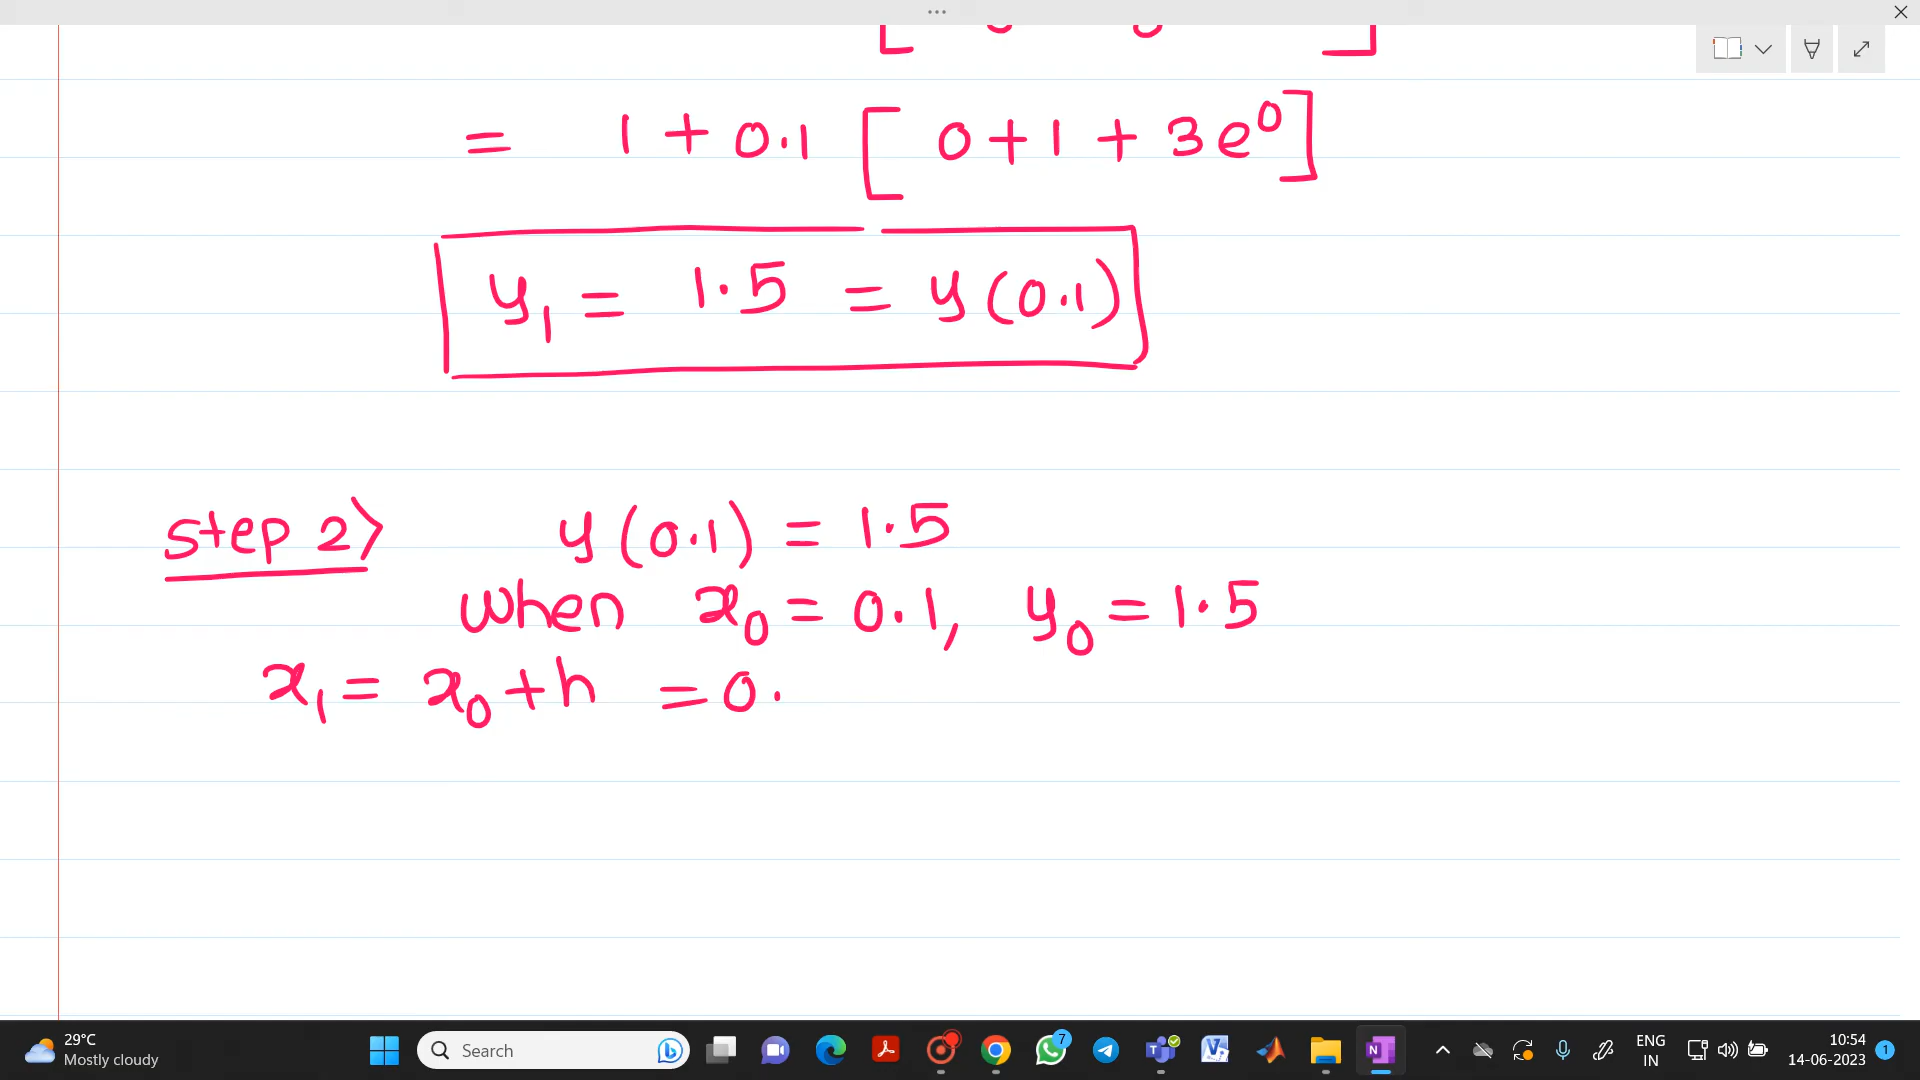 = 1 + 0.1 [ 0 + 1 + 3e⁰ ]
y₁ = 1.5 = y(0.1)
step 2> y(0.1) = 1.5
when x₀ = 0.1, y₀ = 1.5
x₁ = x₀ + h = 0.
29°C
Mostly cloudy
Search
7
ENG
IN
10:54
14-06-2023
1